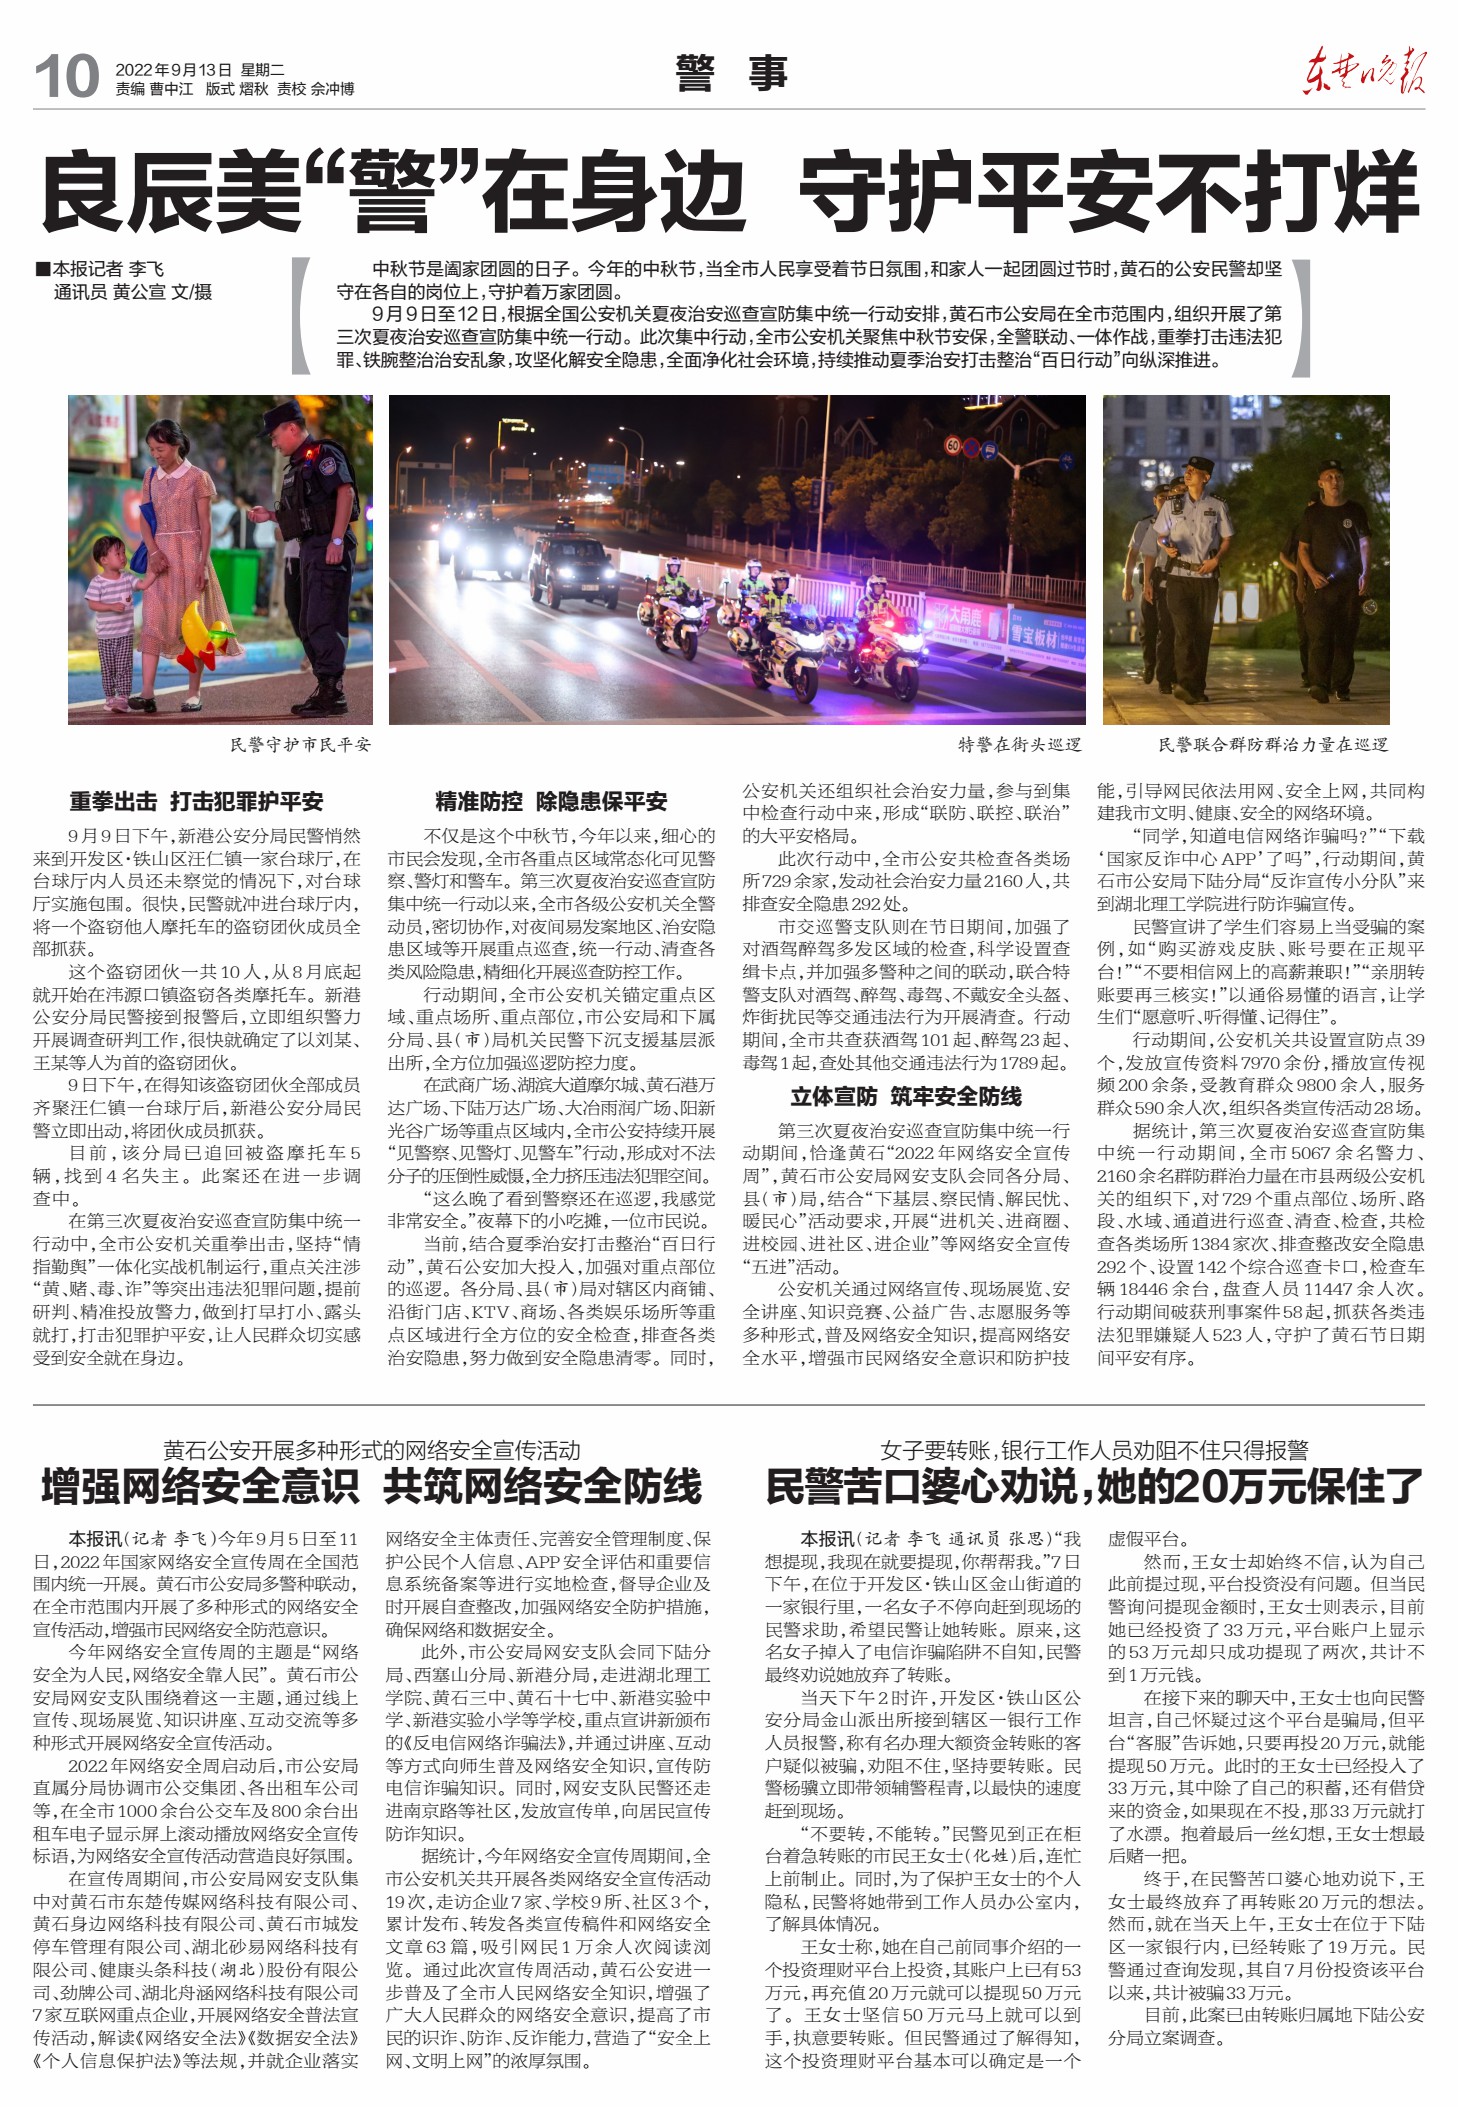 10
2022年9月13日 星期二
责编 曹中江 版式 熠秋 责校 余冲博
警 事
东楚晚报
良辰美“警”在身边 守护平安不打烊
■本报记者 李飞
通讯员 黄公宣 文/摄
中秋节是阖家团圆的日子。今年的中秋节,当全市人民享受着节日氛围,和家人一起团圆过节时,黄石的公安民警却坚
守在各自的岗位上,守护着万家团圆。
9月9日至12日,根据全国公安机关夏夜治安巡查宣防集中统一行动安排,黄石市公安局在全市范围内,组织开展了第
三次夏夜治安巡查宣防集中统一行动。此次集中行动,全市公安机关聚焦中秋节安保,全警联动、一体作战,重拳打击违法犯
罪、铁腕整治治安乱象,攻坚化解安全隐患,全面净化社会环境,持续推动夏季治安打击整治“百日行动”向纵深推进。
60
大甩鹿
雪宝板材
民警守护市民平安
特警在街头巡逻
民警联合群防群治力量在巡逻
重拳出击 打击犯罪护平安
9月9日下午,新港公安分局民警悄然
来到开发区·铁山区汪仁镇一家台球厅,在
台球厅内人员还未察觉的情况下,对台球
厅实施包围。很快,民警就冲进台球厅内,
将一个盗窃他人摩托车的盗窃团伙成员全
部抓获。
这个盗窃团伙一共10人,从8月底起
就开始在沣源口镇盗窃各类摩托车。新港
公安分局民警接到报警后,立即组织警力
开展调查研判工作,很快就确定了以刘某、
王某等人为首的盗窃团伙。
9日下午,在得知该盗窃团伙全部成员
齐聚汪仁镇一台球厅后,新港公安分局民
警立即出动,将团伙成员抓获。
目前,该分局已追回被盗摩托车5
辆,找到4名失主。此案还在进一步调
查中。
在第三次夏夜治安巡查宣防集中统一
行动中,全市公安机关重拳出击,坚持“情
指勤舆”一体化实战机制运行,重点关注涉
“黄、赌、毒、诈”等突出违法犯罪问题,提前
研判、精准投放警力,做到打早打小、露头
就打,打击犯罪护平安,让人民群众切实感
受到安全就在身边。
精准防控 除隐患保平安
不仅是这个中秋节,今年以来,细心的
市民会发现,全市各重点区域常态化可见警
察、警灯和警车。第三次夏夜治安巡查宣防
集中统一行动以来,全市各级公安机关全警
动员,密切协作,对夜间易发案地区、治安隐
患区域等开展重点巡查,统一行动、清查各
类风险隐患,精细化开展巡查防控工作。
行动期间,全市公安机关锚定重点区
域、重点场所、重点部位,市公安局和下属
分局、县(市)局机关民警下沉支援基层派
出所,全方位加强巡逻防控力度。
在武商广场、湖滨大道摩尔城、黄石港万
达广场、下陆万达广场、大冶雨润广场、阳新
光谷广场等重点区域内,全市公安持续开展
“见警察、见警灯、见警车”行动,形成对不法
分子的压倒性威慑,全力挤压违法犯罪空间。
“这么晚了看到警察还在巡逻,我感觉
非常安全。”夜幕下的小吃摊,一位市民说。
当前,结合夏季治安打击整治“百日行
动”,黄石公安加大投入,加强对重点部位
的巡逻。各分局、县(市)局对辖区内商铺、
沿街门店、KTV、商场、各类娱乐场所等重
点区域进行全方位的安全检查,排查各类
治安隐患,努力做到安全隐患清零。同时,
公安机关还组织社会治安力量,参与到集
中检查行动中来,形成“联防、联控、联治”
的大平安格局。
此次行动中,全市公安共检查各类场
所729余家,发动社会治安力量2160人,共
排查安全隐患292处。
市交巡警支队则在节日期间,加强了
对酒驾醉驾多发区域的检查,科学设置查
缉卡点,并加强多警种之间的联动,联合特
警支队对酒驾、醉驾、毒驾、不戴安全头盔、
炸街扰民等交通违法行为开展清查。行动
期间,全市共查获酒驾101起、醉驾23起、
毒驾1起,查处其他交通违法行为1789起。
立体宣防 筑牢安全防线
第三次夏夜治安巡查宣防集中统一行
动期间,恰逢黄石“2022年网络安全宣传
周”,黄石市公安局网安支队会同各分局、
县(市)局,结合“下基层、察民情、解民忧、
暖民心”活动要求,开展“进机关、进商圈、
进校园、进社区、进企业”等网络安全宣传
“五进”活动。
公安机关通过网络宣传、现场展览、安
全讲座、知识竞赛、公益广告、志愿服务等
多种形式,普及网络安全知识,提高网络安
全水平,增强市民网络安全意识和防护技
能,引导网民依法用网、安全上网,共同构
建我市文明、健康、安全的网络环境。
“同学,知道电信网络诈骗吗?”“下载
‘国家反诈中心APP’了吗”,行动期间,黄
石市公安局下陆分局“反诈宣传小分队”来
到湖北理工学院进行防诈骗宣传。
民警宣讲了学生们容易上当受骗的案
例,如“购买游戏皮肤、账号要在正规平
台!”“不要相信网上的高薪兼职!”“亲朋转
账要再三核实!”以通俗易懂的语言,让学
生们“愿意听、听得懂、记得住”。
行动期间,公安机关共设置宣防点39
个,发放宣传资料7970余份,播放宣传视
频200余条,受教育群众9800余人,服务
群众590余人次,组织各类宣传活动28场。
据统计,第三次夏夜治安巡查宣防集
中统一行动期间,全市5067余名警力、
2160余名群防群治力量在市县两级公安机
关的组织下,对729个重点部位、场所、路
段、水域、通道进行巡查、清查、检查,共检
查各类场所1384家次、排查整改安全隐患
292个、设置142个综合巡查卡口,检查车
辆18446余台,盘查人员11447余人次。
行动期间破获刑事案件58起,抓获各类违
法犯罪嫌疑人523人,守护了黄石节日期
间平安有序。
黄石公安开展多种形式的网络安全宣传活动
增强网络安全意识 共筑网络安全防线
本报讯(记者 李飞)今年9月5日至11
日,2022年国家网络安全宣传周在全国范
围内统一开展。黄石市公安局多警种联动,
在全市范围内开展了多种形式的网络安全
宣传活动,增强市民网络安全防范意识。
今年网络安全宣传周的主题是“网络
安全为人民,网络安全靠人民”。黄石市公
安局网安支队围绕着这一主题,通过线上
宣传、现场展览、知识讲座、互动交流等多
种形式开展网络安全宣传活动。
2022年网络安全周启动后,市公安局
直属分局协调市公交集团、各出租车公司
等,在全市1000余台公交车及800余台出
租车电子显示屏上滚动播放网络安全宣传
标语,为网络安全宣传活动营造良好氛围。
在宣传周期间,市公安局网安支队集
中对黄石市东楚传媒网络科技有限公司、
黄石身边网络科技有限公司、黄石市城发
停车管理有限公司、湖北砂易网络科技有
限公司、健康头条科技(湖北)股份有限公
司、劲牌公司、湖北舟涵网络科技有限公司
7家互联网重点企业,开展网络安全普法宣
传活动,解读《网络安全法》《数据安全法》
《个人信息保护法》等法规,并就企业落实
网络安全主体责任、完善安全管理制度、保
护公民个人信息、APP安全评估和重要信
息系统备案等进行实地检查,督导企业及
时开展自查整改,加强网络安全防护措施,
确保网络和数据安全。
此外,市公安局网安支队会同下陆分
局、西塞山分局、新港分局,走进湖北理工
学院、黄石三中、黄石十七中、新港实验中
学、新港实验小学等学校,重点宣讲新颁布
的《反电信网络诈骗法》,并通过讲座、互动
等方式向师生普及网络安全知识,宣传防
电信诈骗知识。同时,网安支队民警还走
进南京路等社区,发放宣传单,向居民宣传
防诈知识。
据统计,今年网络安全宣传周期间,全
市公安机关共开展各类网络安全宣传活动
19次,走访企业7家、学校9所、社区3个,
累计发布、转发各类宣传稿件和网络安全
文章63篇,吸引网民1万余人次阅读浏
览。通过此次宣传周活动,黄石公安进一
步普及了全市人民网络安全知识,增强了
广大人民群众的网络安全意识,提高了市
民的识诈、防诈、反诈能力,营造了“安全上
网、文明上网”的浓厚氛围。
女子要转账,银行工作人员劝阻不住只得报警
民警苦口婆心劝说,她的20万元保住了
本报讯(记者 李飞 通讯员 张思)“我
想提现,我现在就要提现,你帮帮我。”7日
下午,在位于开发区·铁山区金山街道的
一家银行里,一名女子不停向赶到现场的
民警求助,希望民警让她转账。原来,这
名女子掉入了电信诈骗陷阱不自知,民警
最终劝说她放弃了转账。
当天下午2时许,开发区·铁山区公
安分局金山派出所接到辖区一银行工作
人员报警,称有名办理大额资金转账的客
户疑似被骗,劝阻不住,坚持要转账。民
警杨骥立即带领辅警程青,以最快的速度
赶到现场。
“不要转,不能转。”民警见到正在柜
台着急转账的市民王女士(化姓)后,连忙
上前制止。同时,为了保护王女士的个人
隐私,民警将她带到工作人员办公室内,
了解具体情况。
王女士称,她在自己前同事介绍的一
个投资理财平台上投资,其账户上已有53
万元,再充值20万元就可以提现50万元
了。王女士坚信50万元马上就可以到
手,执意要转账。但民警通过了解得知,
这个投资理财平台基本可以确定是一个
虚假平台。
然而,王女士却始终不信,认为自己
此前提过现,平台投资没有问题。但当民
警询问提现金额时,王女士则表示,目前
她已经投资了33万元,平台账户上显示
的53万元却只成功提现了两次,共计不
到1万元钱。
在接下来的聊天中,王女士也向民警
坦言,自己怀疑过这个平台是骗局,但平
台“客服”告诉她,只要再投20万元,就能
提现50万元。此时的王女士已经投入了
33万元,其中除了自己的积蓄,还有借贷
来的资金,如果现在不投,那33万元就打
了水漂。抱着最后一丝幻想,王女士想最
后赌一把。
终于,在民警苦口婆心地劝说下,王
女士最终放弃了再转账20万元的想法。
然而,就在当天上午,王女士在位于下陆
区一家银行内,已经转账了19万元。民
警通过查询发现,其自7月份投资该平台
以来,共计被骗33万元。
目前,此案已由转账归属地下陆公安
分局立案调查。